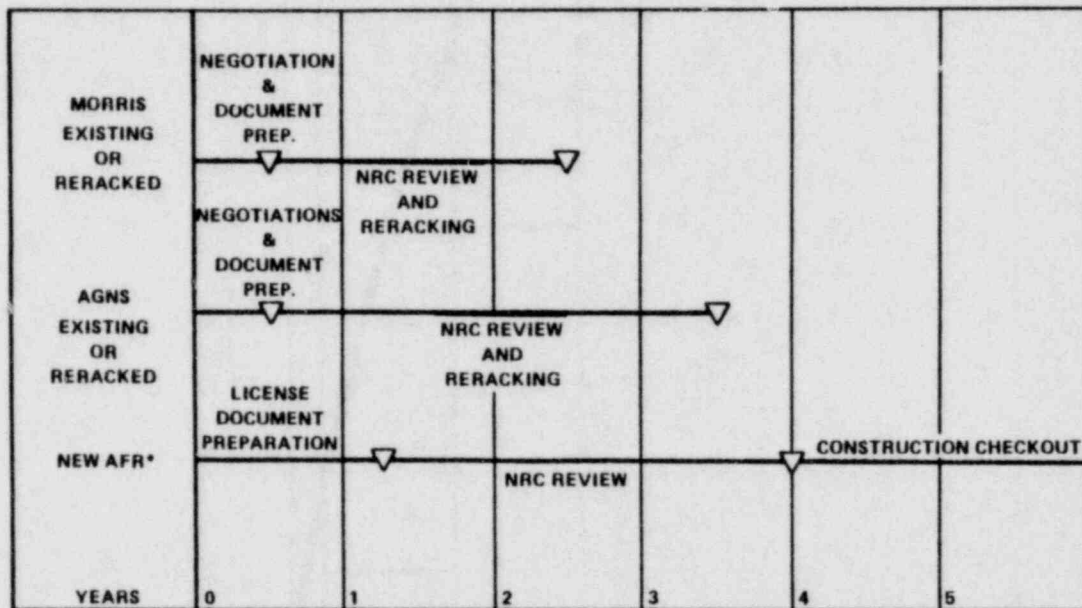 MORRIS
EXISTING
OR
RERACKED
NEGOTIATION
&
DOCUMENT
PREP.
NRC REVIEW
AND
RERACKING
AGNS
EXISTING
OR
RERACKED
NEGOTIATIONS
&
DOCUMENT
PREP.
NRC REVIEW
AND
RERACKING
NEW AFR*
LICENSE
DOCUMENT
PREPARATION
NRC REVIEW
CONSTRUCTION CHECKOUT
YEARS 0 1 2 3 4 5